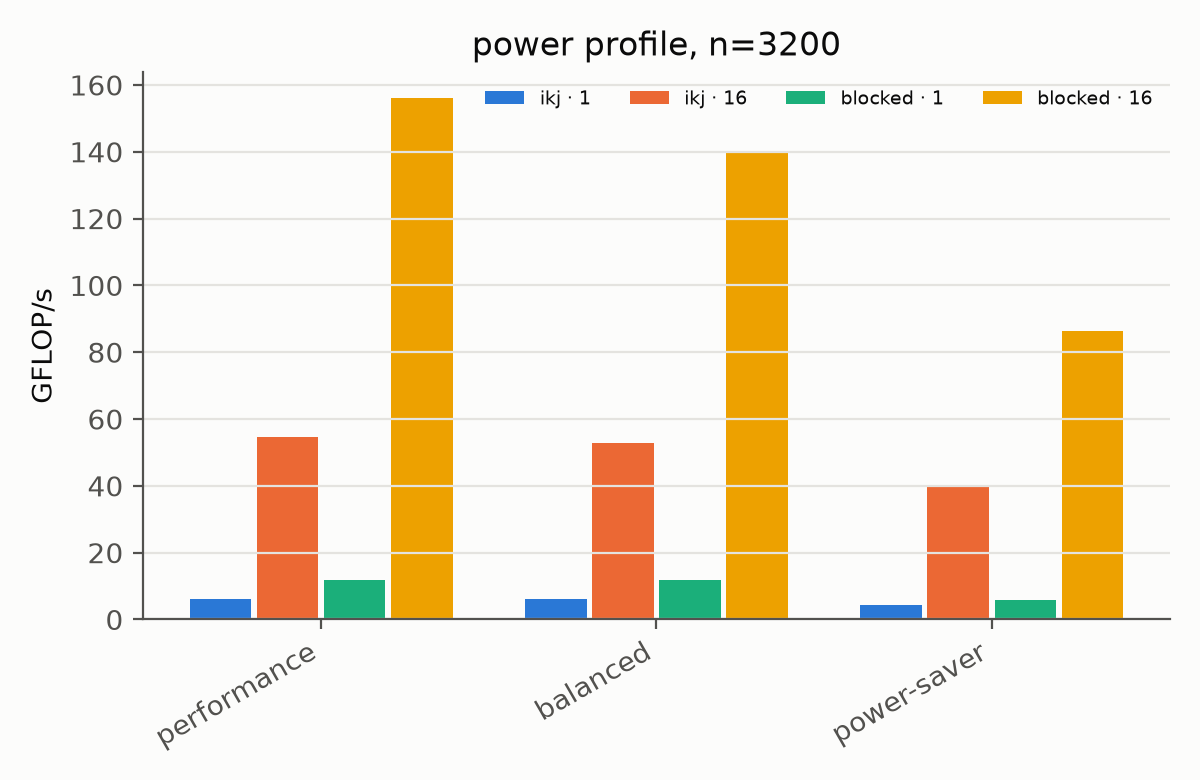 power profile, n=3200
ikj · 1
ikj · 16
blocked · 1
blocked · 16
GFLOP/s
160
140
120
100
80
60
40
20
0
performance
balanced
power-saver